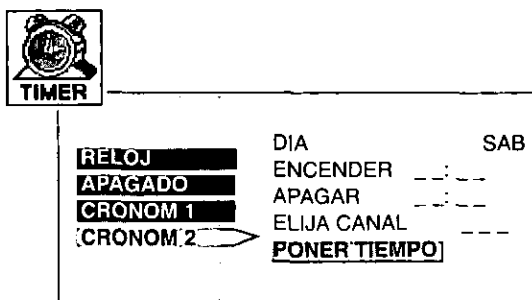 TIMER
RELOJ
APAGADO
CRONOM 1
CRONOM 2
DIA SAB
ENCENDER _ _:_ _
APAGAR _ _:_ _
ELIJA CANAL _ _ _
PONER TIEMPO